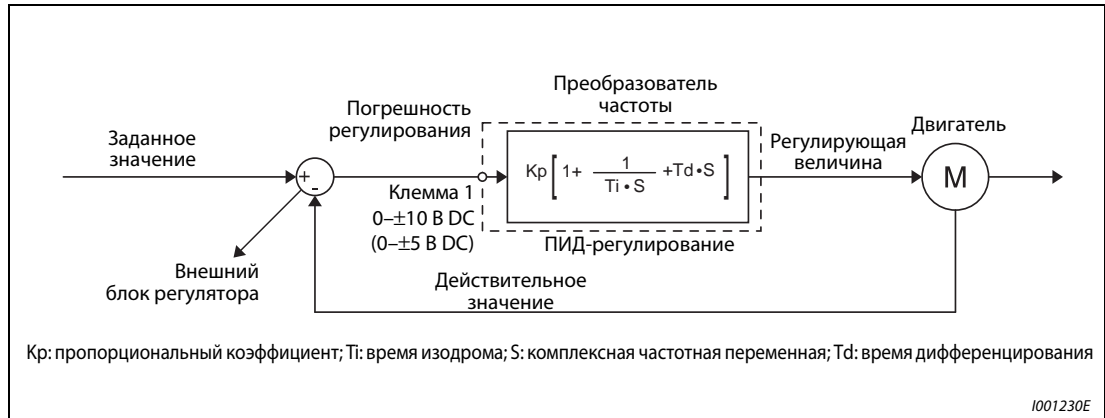 Преобразователь
частоты
Погрешность
регулирования
Заданное
значение
Регулирующая
величина
Двигатель
+
-
Kp[1+ 1/Ti•S +Td•S]
M
Клемма 1
0–±10 В DC
(0–±5 В DC)
ПИД-регулирование
Внешний
блок регулятора
Действительное
значение
Kp: пропорциональный коэффициент; Ti: время изодрома; S: комплексная частотная переменная; Td: время дифференцирования
I001230E